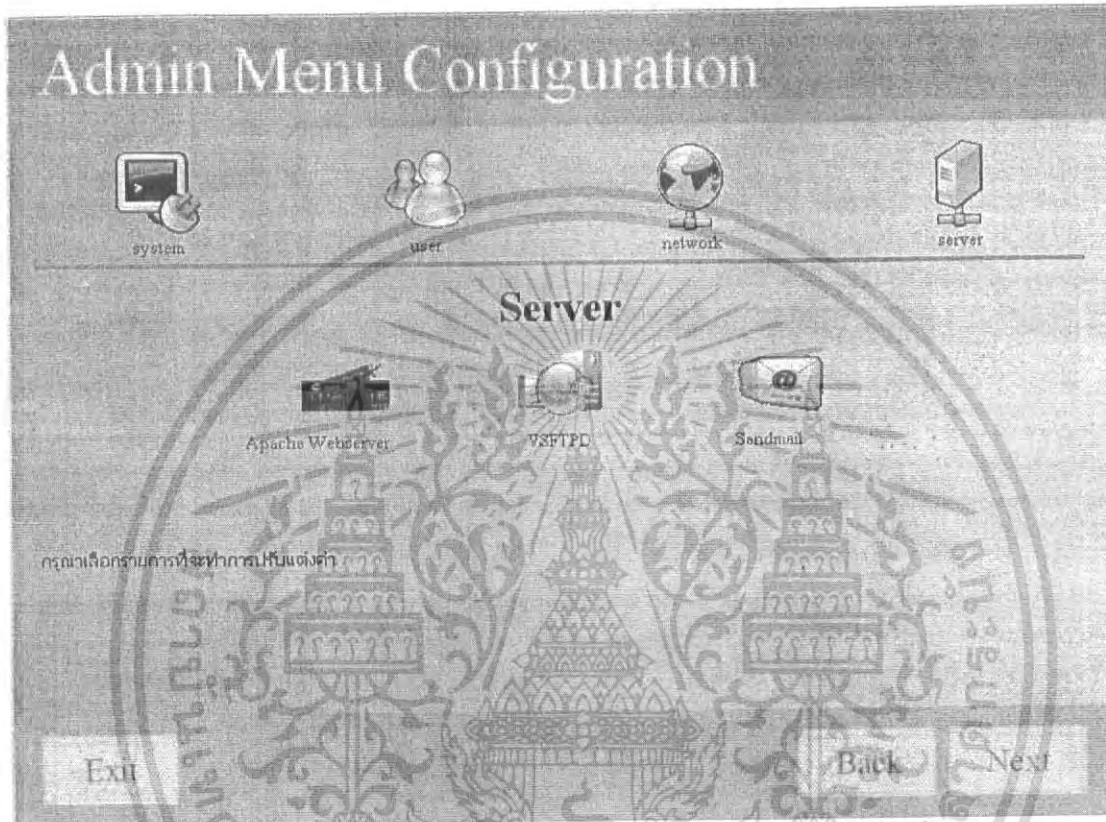 Admin Menu Configuration
system user network server
Server
Apache Webserver VSFTPD Sendmail
กรุณาเลือกรายการที่จะทำการปรับแต่งค่า
Exit Back Next